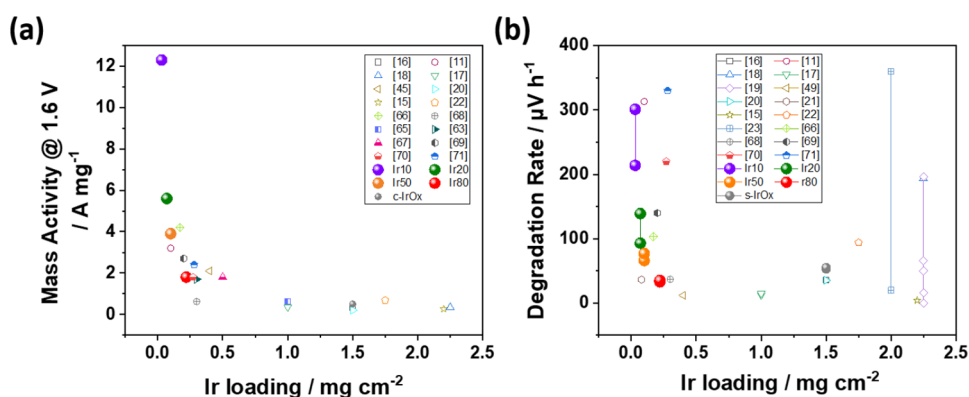 (a)
Mass Activity @ 1.6 V
/ A mg⁻¹
12
10
8
6
4
2
0
0.0 0.5 1.0 1.5 2.0 2.5
Ir loading / mg cm⁻²
[16] [11]
[18] [17]
[45] [20]
[15] [22]
[66] [68]
[65] [63]
[67] [69]
[70] [71]
Ir10 Ir20
Ir50 Ir80
c-IrOx
(b)
Degradation Rate / µV h⁻¹
400
300
200
100
0
0.0 0.5 1.0 1.5 2.0 2.5
Ir loading / mg cm⁻²
[16] [11]
[18] [17]
[19] [49]
[20] [21]
[15] [22]
[23] [66]
[68] [69]
[70] [71]
Ir10 Ir20
Ir50 r80
s-IrOx